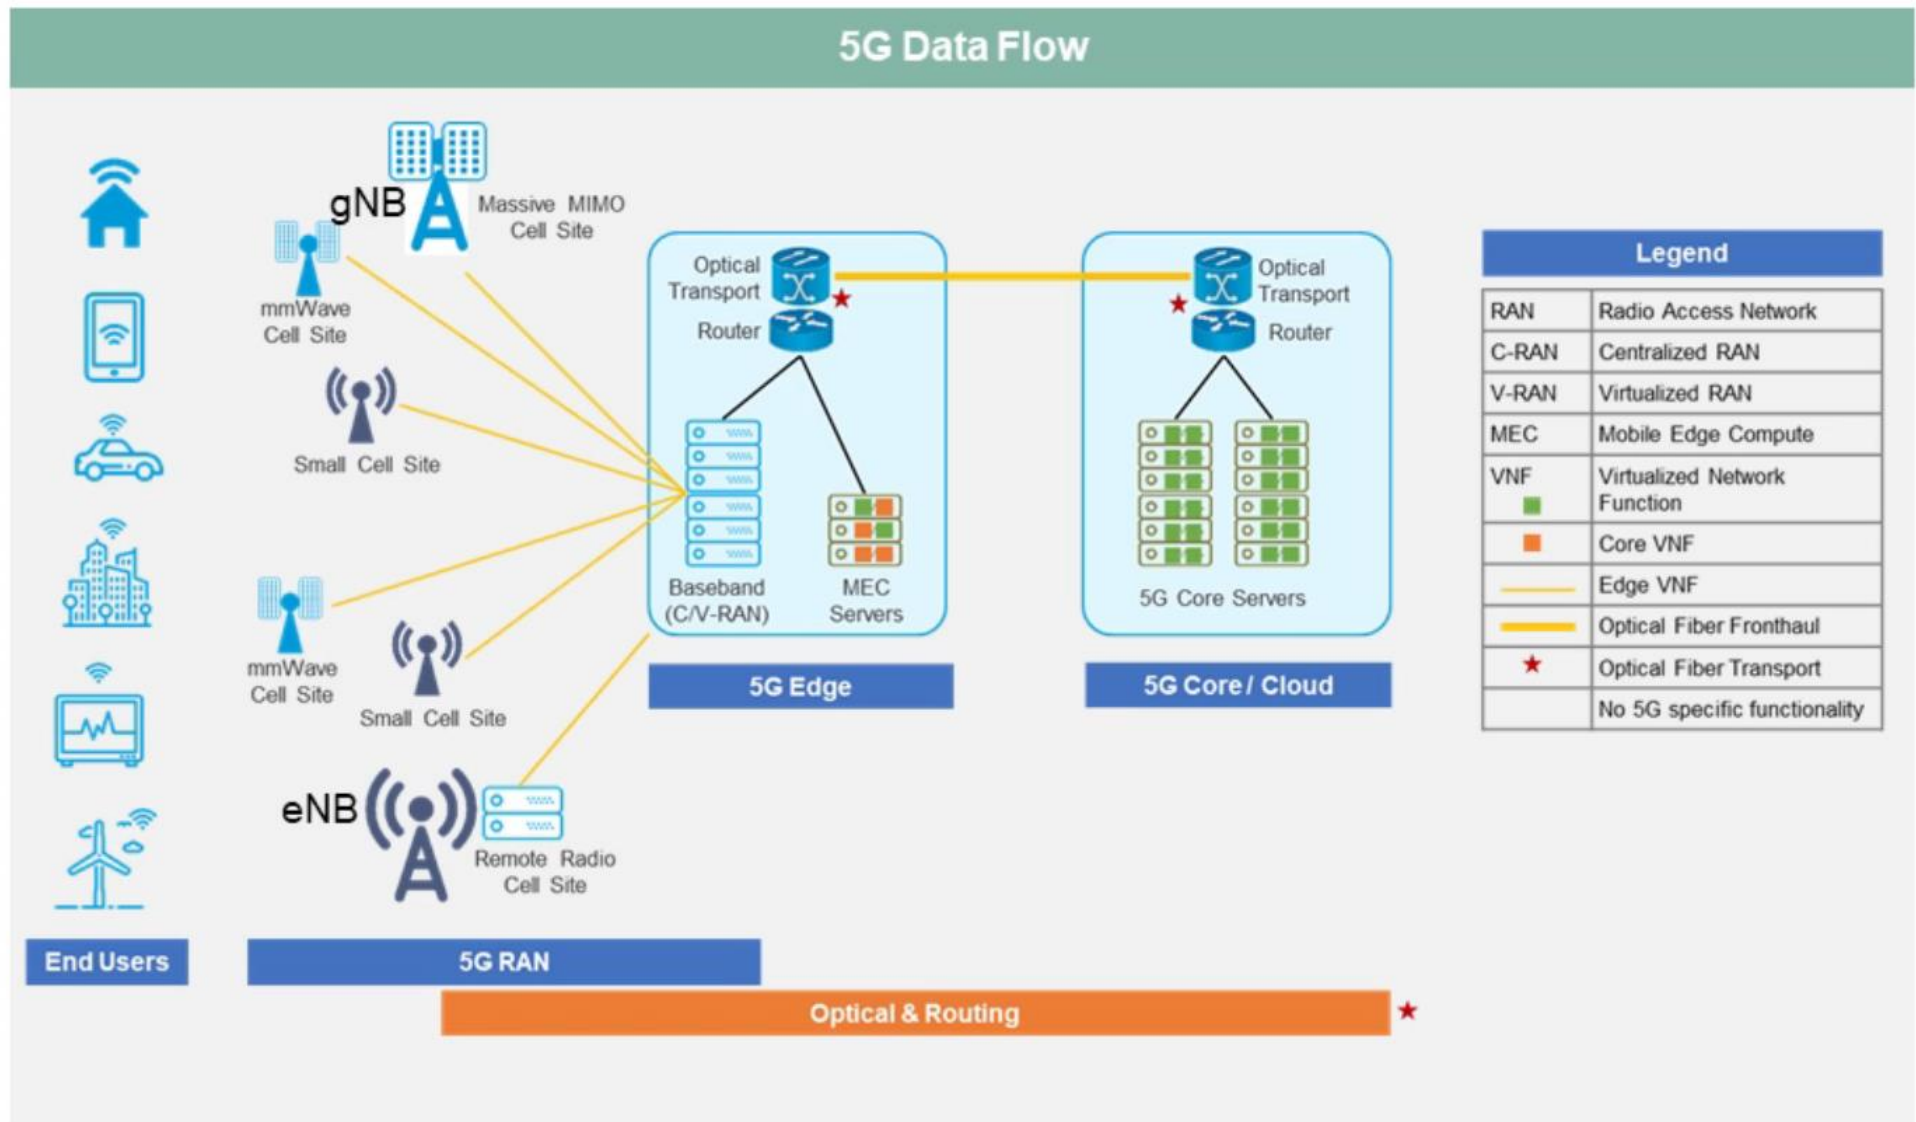 5G Data Flow
gNB
Massive MIMO
Cell Site
mmWave
Cell Site
Small Cell Site
mmWave
Cell Site
Small Cell Site
eNB
Remote Radio
Cell Site
Optical
Transport
Router
Baseband
(C/V-RAN)
MEC
Servers
5G Edge
Optical
Transport
Router
5G Core Servers
5G Core / Cloud
Legend
RAN Radio Access Network
C-RAN Centralized RAN
V-RAN Virtualized RAN
MEC Mobile Edge Compute
VNF Virtualized Network
Function
Core VNF
Edge VNF
Optical Fiber Fronthaul
Optical Fiber Transport
No 5G specific functionality
End Users
5G RAN
Optical & Routing